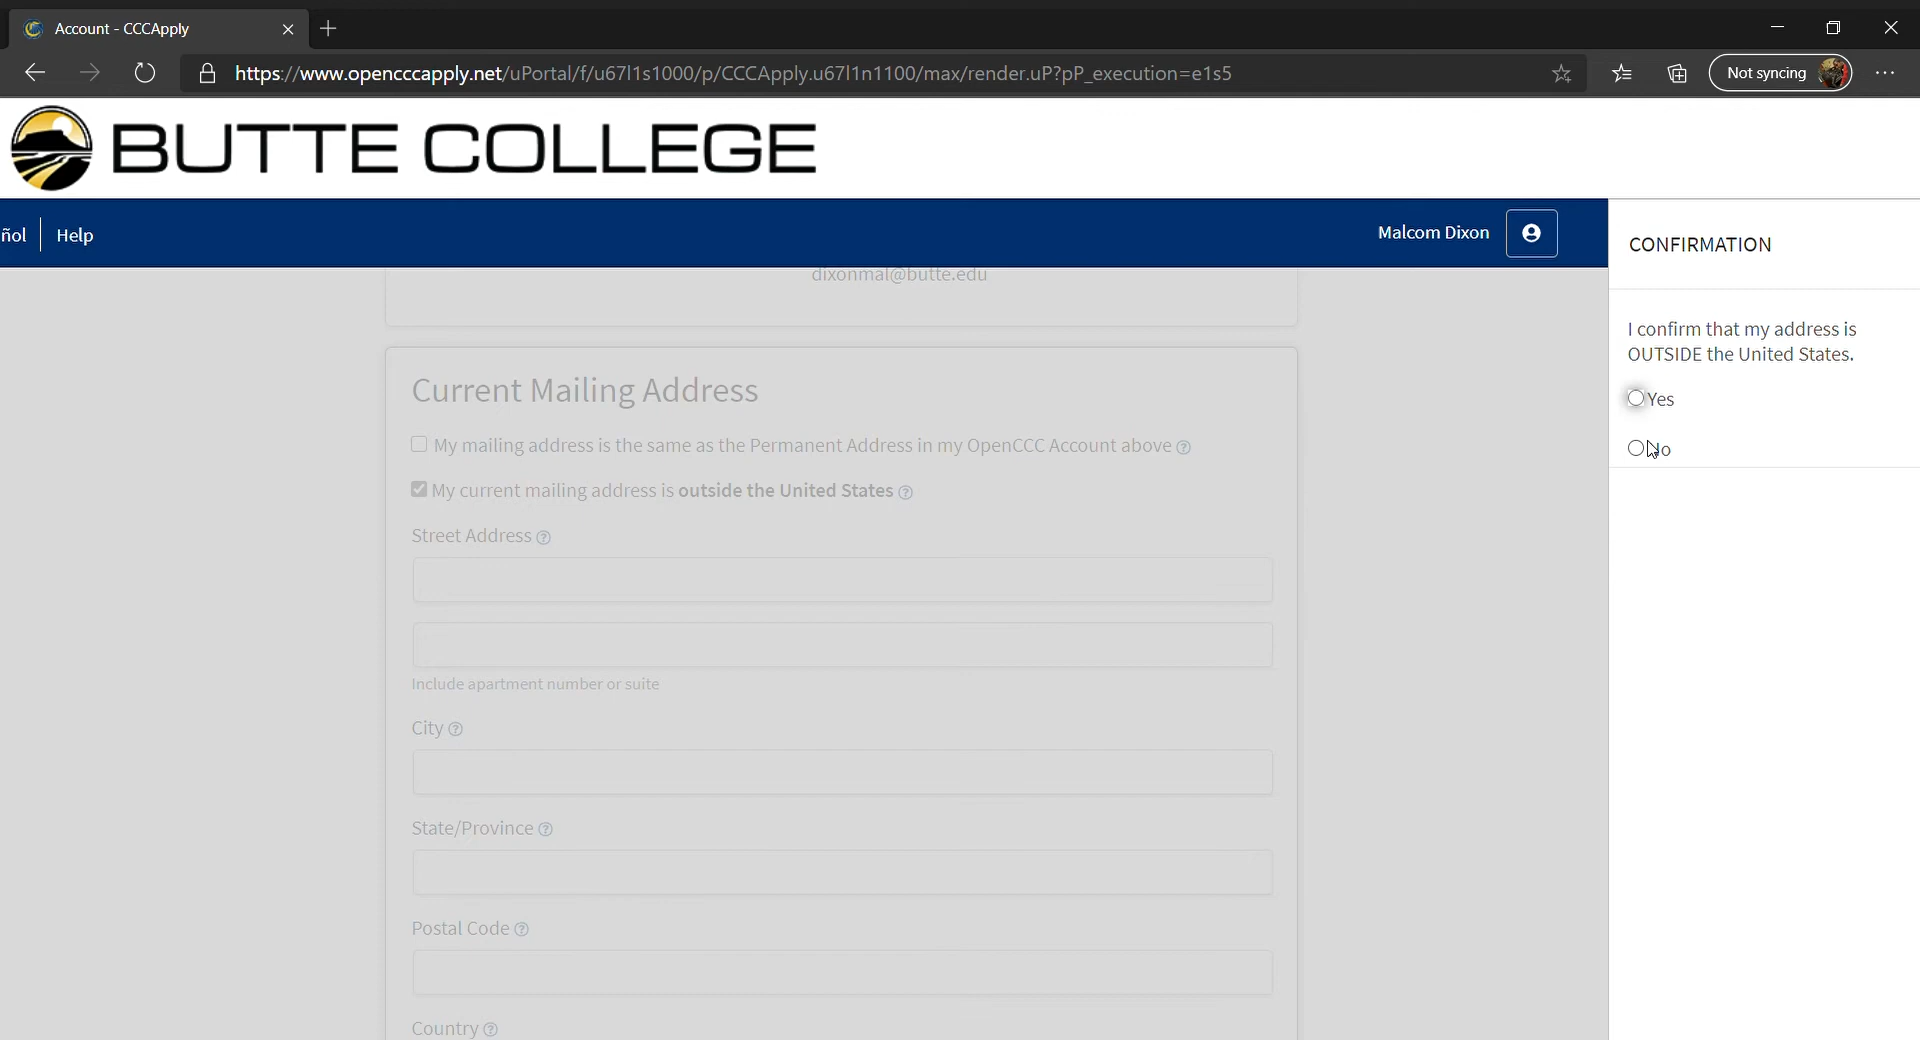 Account - CCCApply
https://www.opencccapply.net/uPortal/f/u67l1s1000/p/CCCApply.u67l1n1100/max/render.uP?pP_execution=e1s5
Not syncing
BUTTE COLLEGE
ñol
Help
Malcom Dixon
dixonmal@butte.edu
Current Mailing Address
My mailing address is the same as the Permanent Address in my OpenCCC Account above
My current mailing address is outside the United States
Street Address
Include apartment number or suite
City
State/Province
Postal Code
Country
CONFIRMATION
I confirm that my address is
OUTSIDE the United States.
Yes
No